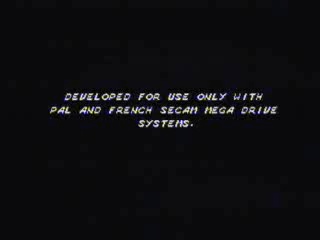 DEVELOPED FOR USE ONLY WITH
PAL AND FRENCH SECAM MEGA DRIVE
SYSTEMS.